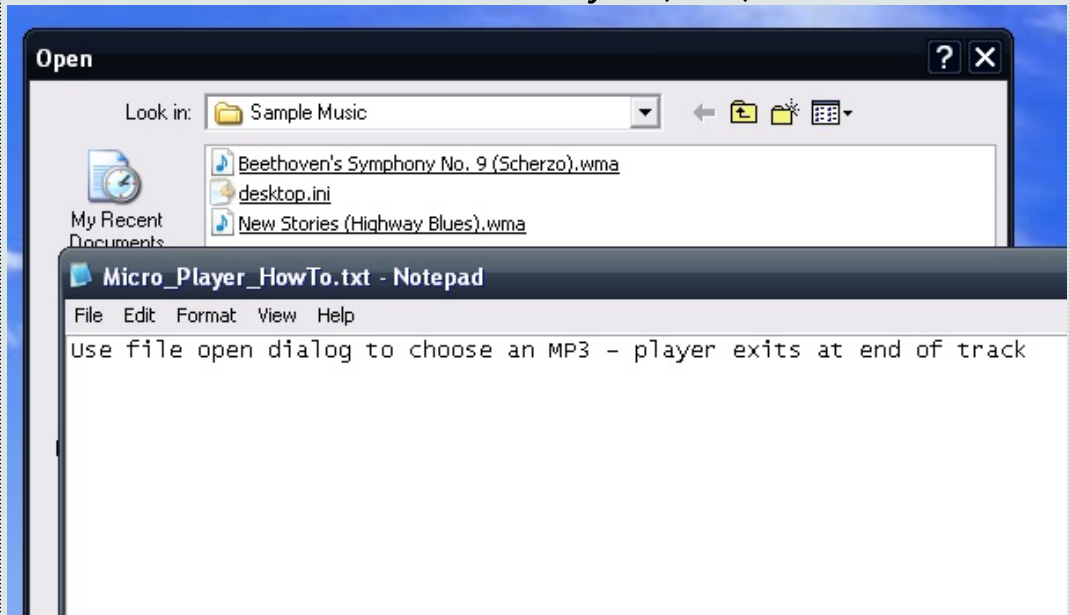 Open
Look in: Sample Music
Beethoven's Symphony No. 9 (Scherzo).wma
desktop.ini
New Stories (Highway Blues).wma
My Recent
Documents
Micro_Player_HowTo.txt - Notepad
File Edit Format View Help
Use file open dialog to choose an MP3 – player exits at end of track